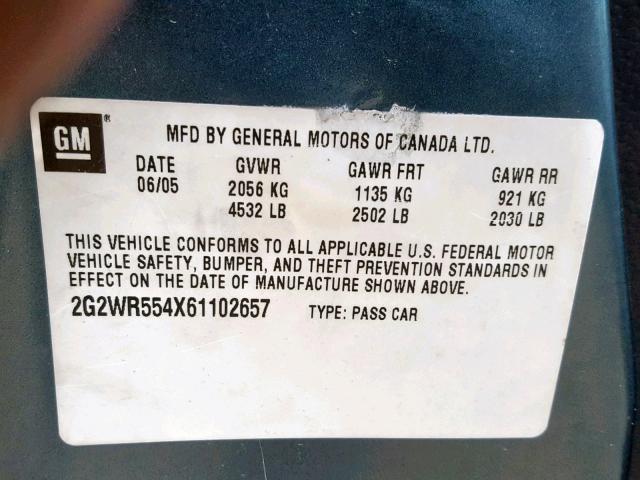 GM®
MFD BY GENERAL MOTORS OF CANADA LTD.
DATE GVWR GAWR FRT GAWR RR
06/05 2056 KG 1135 KG 921 KG
4532 LB 2502 LB 2030 LB
THIS VEHICLE CONFORMS TO ALL APPLICABLE U.S. FEDERAL MOTOR
VEHICLE SAFETY, BUMPER, AND THEFT PREVENTION STANDARDS IN
EFFECT ON THE DATE OF MANUFACTURE SHOWN ABOVE.
2G2WR554X61102657 TYPE: PASS CAR